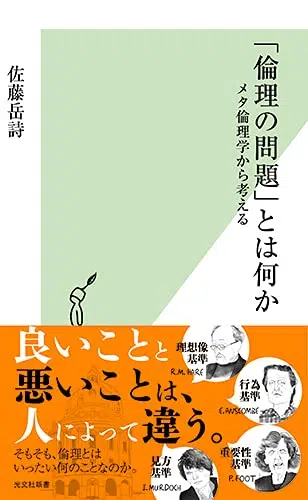 「倫理の問題」とは何か
メタ倫理学から考える
佐藤岳詩
良いことと
悪いことは、
人によって違う。
そもそも、倫理とは
いったい何のことなのか。
光文社新書
理想像
基準
R.M. HARE
行為
基準
E. ANSCOMBE
見方
基準
I. MURDOCH
重要性
基準
P. FOOT